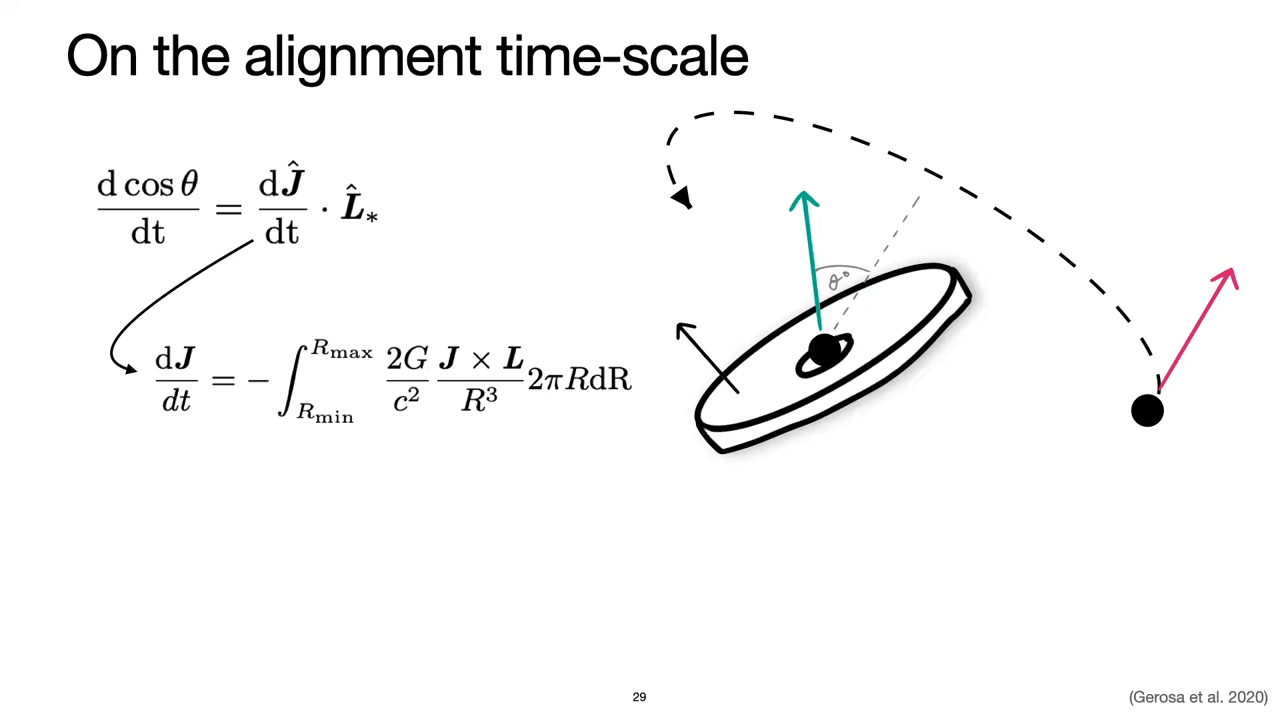 On the alignment time-scale
d cos θ / dt = dĴ / dt · L̂∗
dJ / dt = − ∫_{R_min}^{R_max} 2G / c² J × L / R³ 2πRdR
θ°
29
(Gerosa et al. 2020)